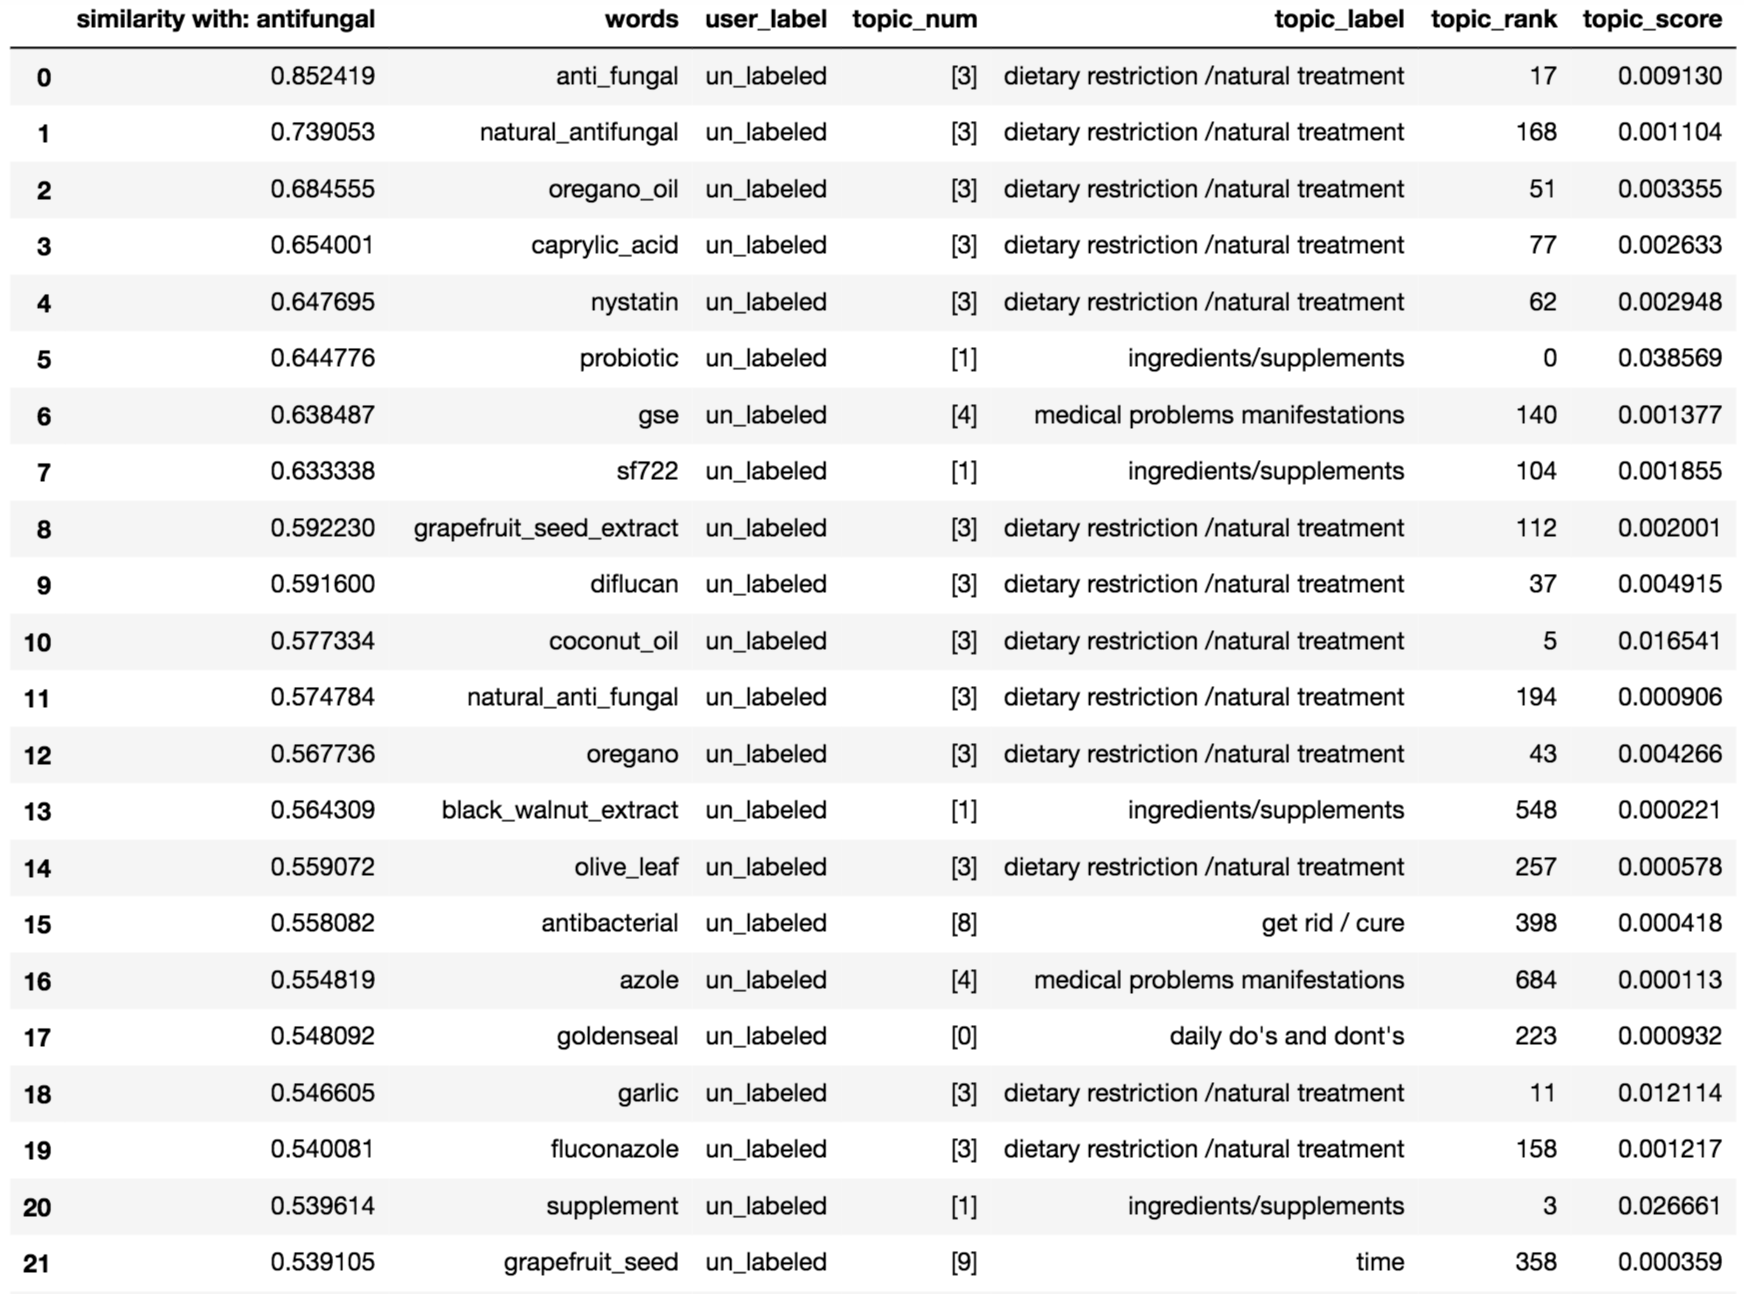 similarity with: antifungal words user_label topic_num topic_label topic_rank topic_score
0 0.852419 anti_fungal un_labeled [3] dietary restriction /natural treatment 17 0.009130
1 0.739053 natural_antifungal un_labeled [3] dietary restriction /natural treatment 168 0.001104
2 0.684555 oregano_oil un_labeled [3] dietary restriction /natural treatment 51 0.003355
3 0.654001 caprylic_acid un_labeled [3] dietary restriction /natural treatment 77 0.002633
4 0.647695 nystatin un_labeled [3] dietary restriction /natural treatment 62 0.002948
5 0.644776 probiotic un_labeled [1] ingredients/supplements 0 0.038569
6 0.638487 gse un_labeled [4] medical problems manifestations 140 0.001377
7 0.633338 sf722 un_labeled [1] ingredients/supplements 104 0.001855
8 0.592230 grapefruit_seed_extract un_labeled [3] dietary restriction /natural treatment 112 0.002001
9 0.591600 diflucan un_labeled [3] dietary restriction /natural treatment 37 0.004915
10 0.577334 coconut_oil un_labeled [3] dietary restriction /natural treatment 5 0.016541
11 0.574784 natural_anti_fungal un_labeled [3] dietary restriction /natural treatment 194 0.000906
12 0.567736 oregano un_labeled [3] dietary restriction /natural treatment 43 0.004266
13 0.564309 black_walnut_extract un_labeled [1] ingredients/supplements 548 0.000221
14 0.559072 olive_leaf un_labeled [3] dietary restriction /natural treatment 257 0.000578
15 0.558082 antibacterial un_labeled [8] get rid / cure 398 0.000418
16 0.554819 azole un_labeled [4] medical problems manifestations 684 0.000113
17 0.548092 goldenseal un_labeled [0] daily do's and dont's 223 0.000932
18 0.546605 garlic un_labeled [3] dietary restriction /natural treatment 11 0.012114
19 0.540081 fluconazole un_labeled [3] dietary restriction /natural treatment 158 0.001217
20 0.539614 supplement un_labeled [1] ingredients/supplements 3 0.026661
21 0.539105 grapefruit_seed un_labeled [9] time 358 0.000359